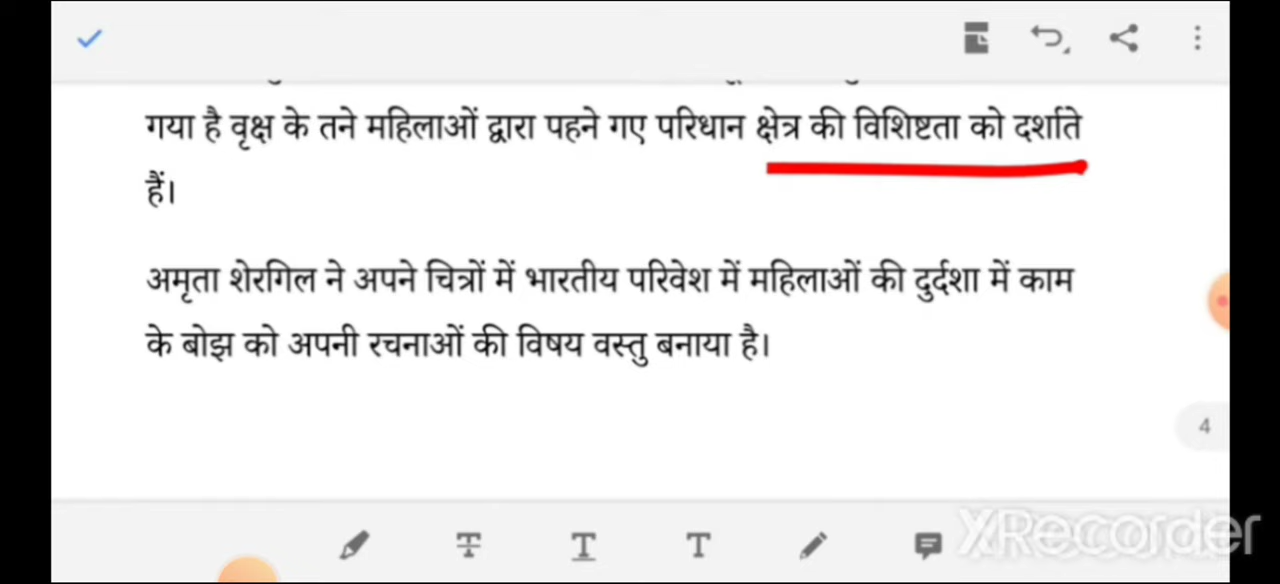 गया है वृक्ष के तने महिलाओं द्वारा पहने गए परिधान क्षेत्र की विशिष्टता को दर्शाते
हैं।
अमृता शेरगिल ने अपने चित्रों में भारतीय परिवेश में महिलाओं की दुर्दशा में काम
के बोझ को अपनी रचनाओं की विषय वस्तु बनाया है।
4
T T T
XRecorder